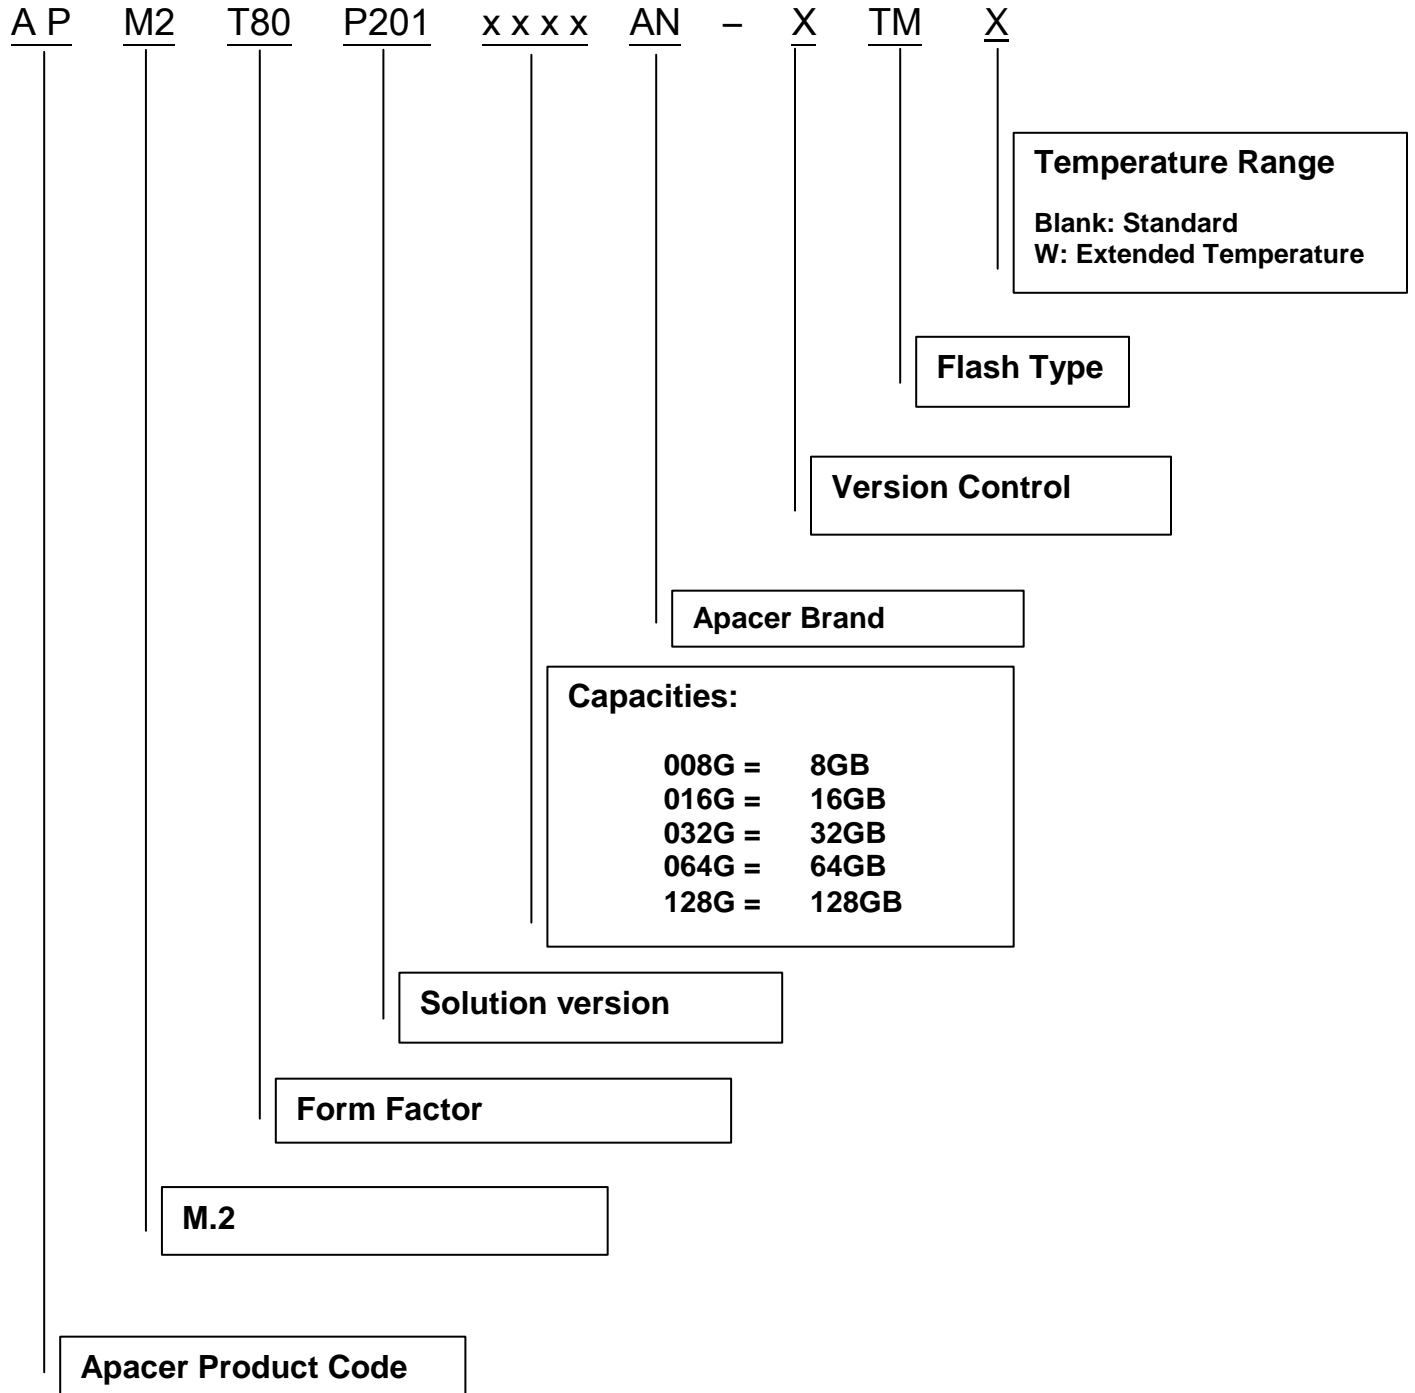 A P M2 T80 P201 x x x x AN – X TM X
Temperature Range
Blank: Standard
W: Extended Temperature
Flash Type
Version Control
Apacer Brand
Capacities:
008G = 8GB
016G = 16GB
032G = 32GB
064G = 64GB
128G = 128GB
Solution version
Form Factor
M.2
Apacer Product Code